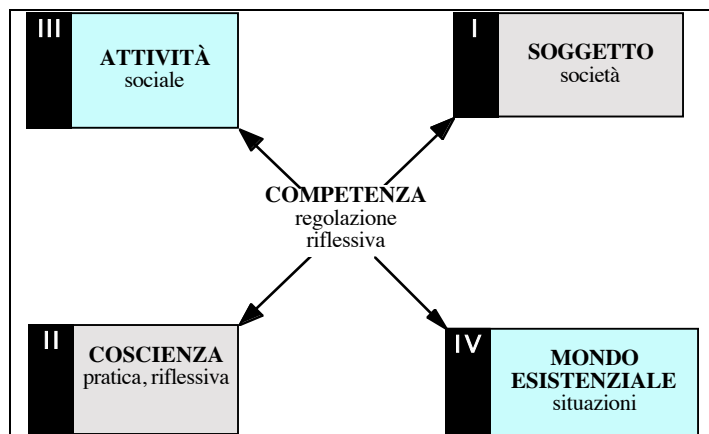 III
ATTIVITÀ
sociale
I
SOGGETTO
società
COMPETENZA
regolazione
riflessiva
II
COSCIENZA
pratica, riflessiva
IV
MONDO
ESISTENZIALE
situazioni